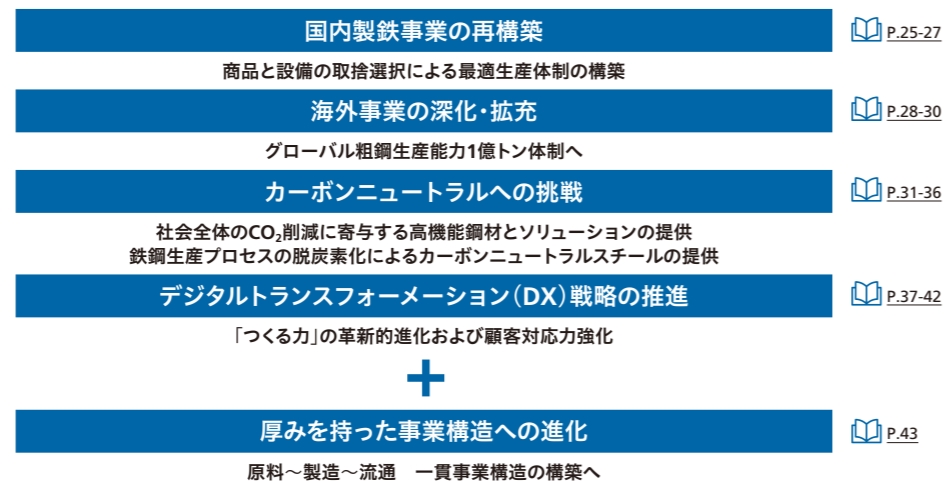 国内製鉄事業の再構築 P.25-27
商品と設備の取捨選択による最適生産体制の構築
海外事業の深化・拡充 P.28-30
グローバル粗鋼生産能力1億トン体制へ
カーボンニュートラルへの挑戦 P.31-36
社会全体のCO₂削減に寄与する高機能鋼材とソリューションの提供
鉄鋼生産プロセスの脱炭素化によるカーボンニュートラルスチールの提供
デジタルトランスフォーメーション(DX)戦略の推進 P.37-42
「つくる力」の革新的進化および顧客対応力強化
+
厚みを持った事業構造への進化 P.43
原料～製造～流通　一貫事業構造の構築へ